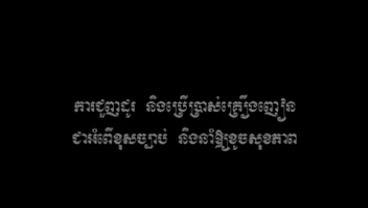 ការជួញដូរ និងប្រើប្រាស់គ្រឿងញៀន
ជាអំពើខុសច្បាប់ និងនាំឱ្យខូចសុខភាព